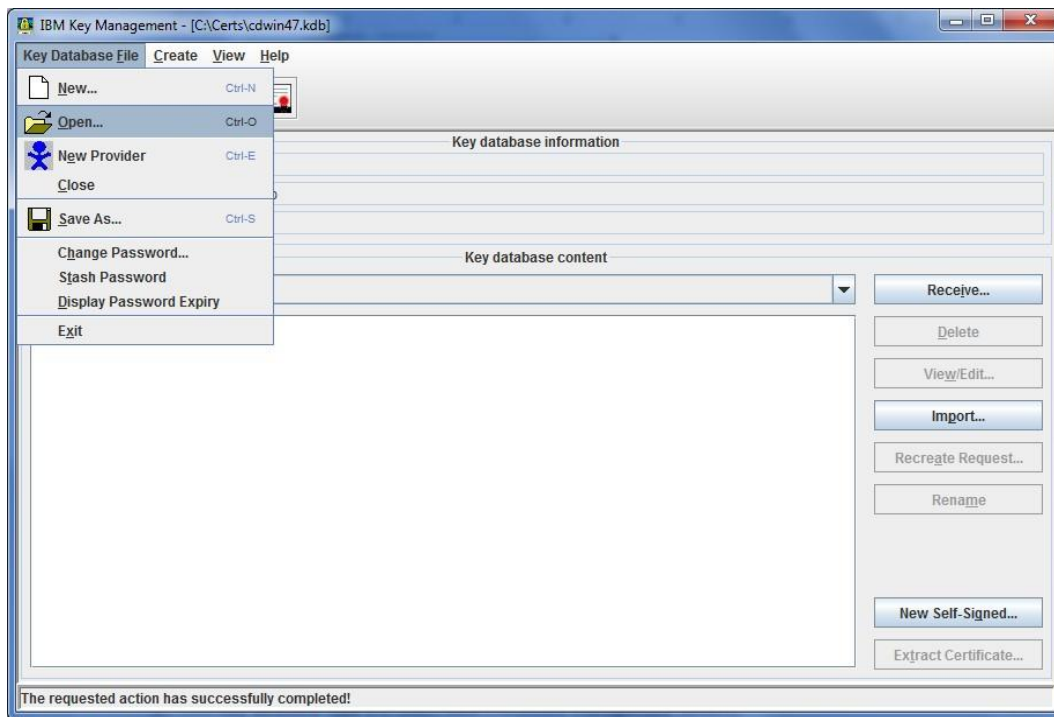 IBM Key Management - [C:\Certs\cdwin47.kdb]
Key Database File Create View Help
New... Ctrl-N
Open... Ctrl-O
New Provider Ctrl-E
Close
Save As... Ctrl-S
Change Password...
Stash Password
Display Password Expiry
Exit
Key database information
Key database content
Receive...
Delete
View/Edit...
Import...
Recreate Request...
Rename
New Self-Signed...
Extract Certificate...
The requested action has successfully completed!